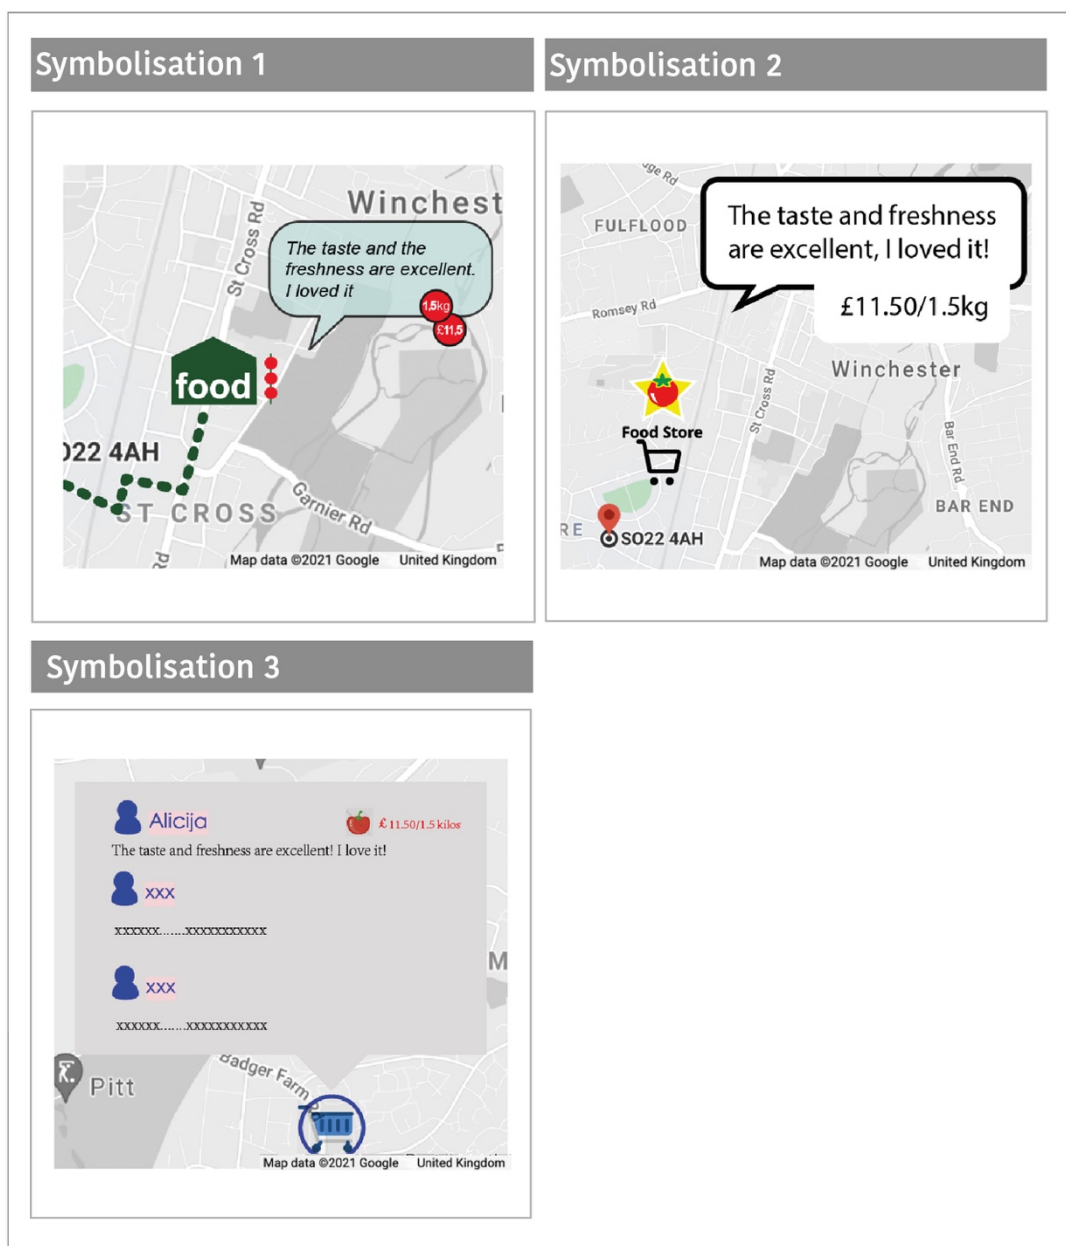 Symbolisation 1
Winchest
St Cross Rd
The taste and the
freshness are excellent.
I loved it
1,5kg
£11,5
food
022 4AH
ST CROSS
Garnier Rd
Rd
Map data ©2021 Google United Kingdom
Symbolisation 2
ge Rd
FULFLOOD
The taste and freshness
are excellent, I loved it!
£11.50/1.5kg
Romsey Rd
Winchester
St Cross Rd
Food Store
Bar End Rd
BAR END
RE
SO22 4AH
Map data ©2021 Google United Kingdom
Symbolisation 3
Alicija
£ 11.50/1.5 kilos
The taste and freshness are excellent! I love it!
xxx
xxxxxx.......xxxxxxxxxxx
xxx
xxxxxx.......xxxxxxxxxxx
M
Badger Farm
Pitt
Map data ©2021 Google United Kingdom